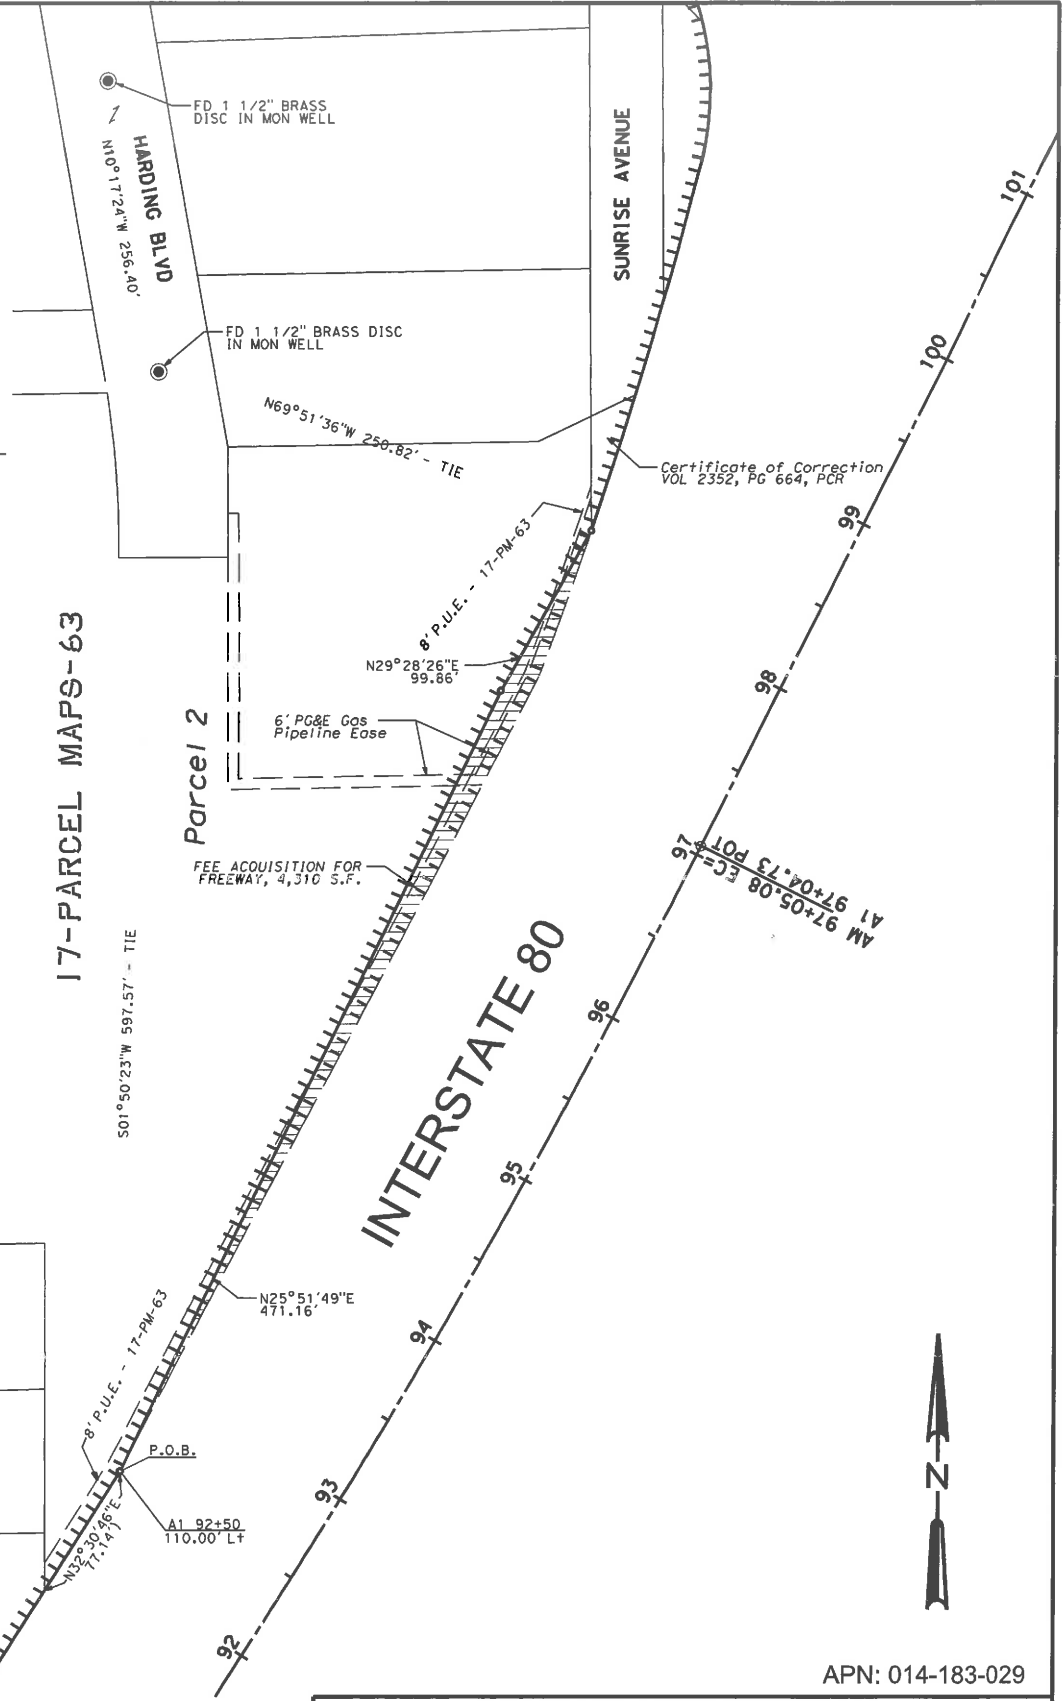 FD 1 1/2" BRASS
DISC IN MON WELL
1
HARDING BLVD
N10°17'24"W 256.40'
SUNRISE AVENUE
101
FD 1 1/2" BRASS DISC
IN MON WELL
100
N69°51'36"W 250.82' - TIE
Certificate of Correction
VOL 2352, PG 664, PCR
99
8' P.U.E. - 17-PM-63
17-PARCEL MAPS-63
N29°28'26"E
99.86'
98
Parcel 2
6' PG&E Gas
Pipeline Ease
97
AM 97+05.08 EC=
A1 97+04.73 POT
FEE ACQUISITION FOR
FREEWAY, 4,310 S.F.
INTERSTATE 80
S01°50'23"W 597.57' - TIE
96
95
N25°51'49"E
471.16'
94
8' P.U.E. - 17-PM-63
P.O.B.
93
N32°30'46"E
77.14')
A1 92+50
110.00' Lt
N
92
APN: 014-183-029